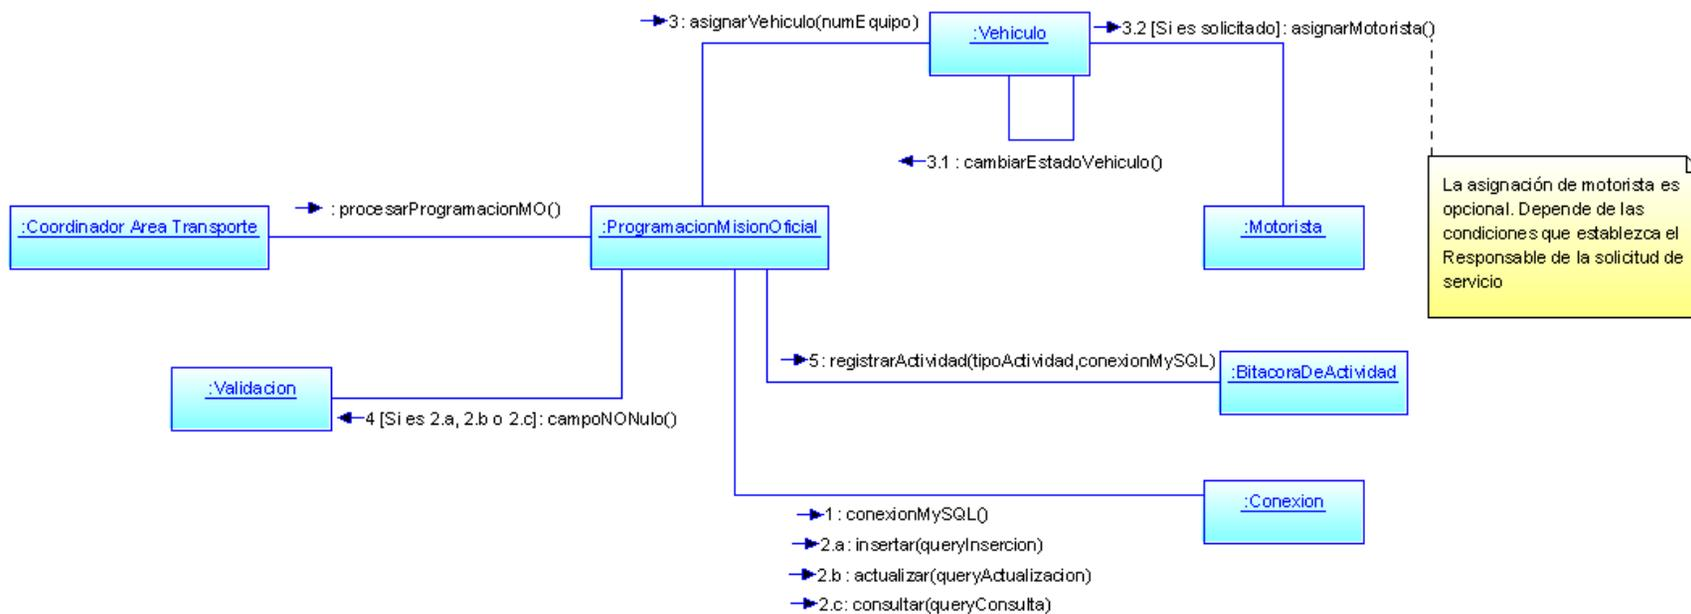 3: asignarVehiculo(numEquipo)
:Vehiculo
3.2 [Si es solicitado]: asignarMotorista()
3.1 : cambiarEstadoVehiculo()
La asignación de motorista es
opcional. Depende de las
condiciones que establezca el
Responsable de la solicitud de
servicio
:Coordinador Area Transporte
: procesarProgramacionMO()
:ProgramacionMisionOficial
:Motorista
:Validacion
4 [Si es 2.a, 2.b o 2.c]: campoNONulo()
5: registrarActividad(tipoActividad,conexionMySQL)
:BitacoraDeActividad
:Conexion
1: conexionMySQL()
2.a: insertar(queryInsercion)
2.b : actualizar(queryActualizacion)
2.c: consultar(queryConsulta)